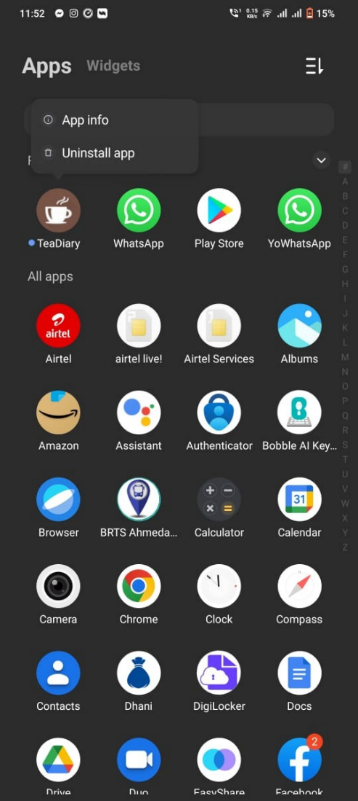 11:52
0.15
KB/s
15%
Apps Widgets
App info
Uninstall app
TeaDiary WhatsApp Play Store YoWhatsApp
All apps
airtel
Airtel airtel live! Airtel Services Albums
Amazon Assistant Authenticator Bobble AI Key...
31
Browser BRTS Ahmeda... Calculator Calendar
Camera Chrome Clock Compass
Contacts Dhani DigiLocker Docs
2
Drive Duo EasyShare Facebook
#
A
B
C
D
E
F
G
H
I
J
K
L
M
N
O
P
Q
R
S
T
U
V
W
X
Y
Z